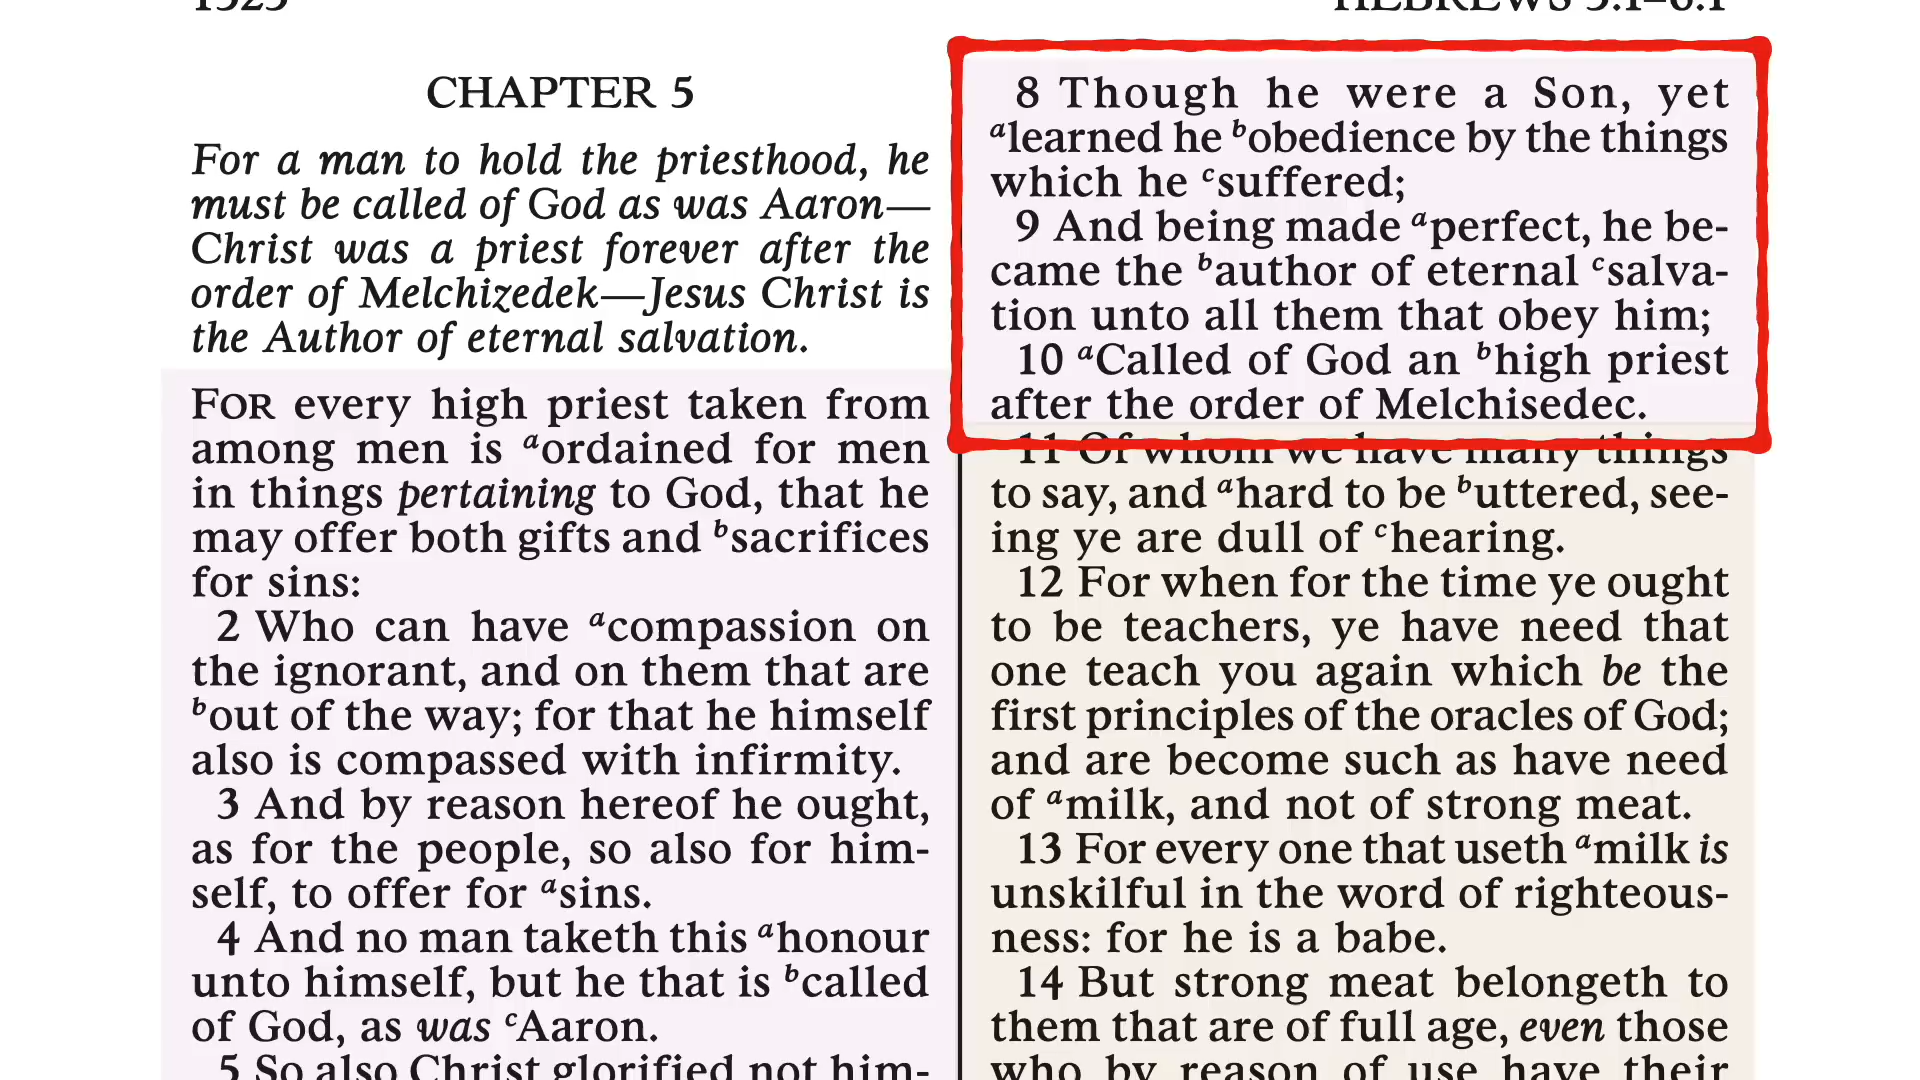 1523
HEBREWS 5:1–6:1
CHAPTER 5
For a man to hold the priesthood, he
must be called of God as was Aaron—
Christ was a priest forever after the
order of Melchizedek—Jesus Christ is
the Author of eternal salvation.
FOR every high priest taken from
among men is aordained for men
in things pertaining to God, that he
may offer both gifts and bsacrifices
for sins:
2 Who can have acompassion on
the ignorant, and on them that are
bout of the way; for that he himself
also is compassed with infirmity.
3 And by reason hereof he ought,
as for the people, so also for him-
self, to offer for asins.
4 And no man taketh this ahonour
unto himself, but he that is bcalled
of God, as was cAaron.
5 So also Christ glorified not him-
8 Though he were a Son, yet
alearned he bobedience by the things
which he csuffered;
9 And being made aperfect, he be-
came the bauthor of eternal csalva-
tion unto all them that obey him;
10 aCalled of God an bhigh priest
after the order of Melchisedec.
11 Of whom we have many things
to say, and ahard to be buttered, see-
ing ye are dull of chearing.
12 For when for the time ye ought
to be teachers, ye have need that
one teach you again which be the
first principles of the oracles of God;
and are become such as have need
of amilk, and not of strong meat.
13 For every one that useth amilk is
unskilful in the word of righteous-
ness: for he is a babe.
14 But strong meat belongeth to
them that are of full age, even those
who by reason of use have their